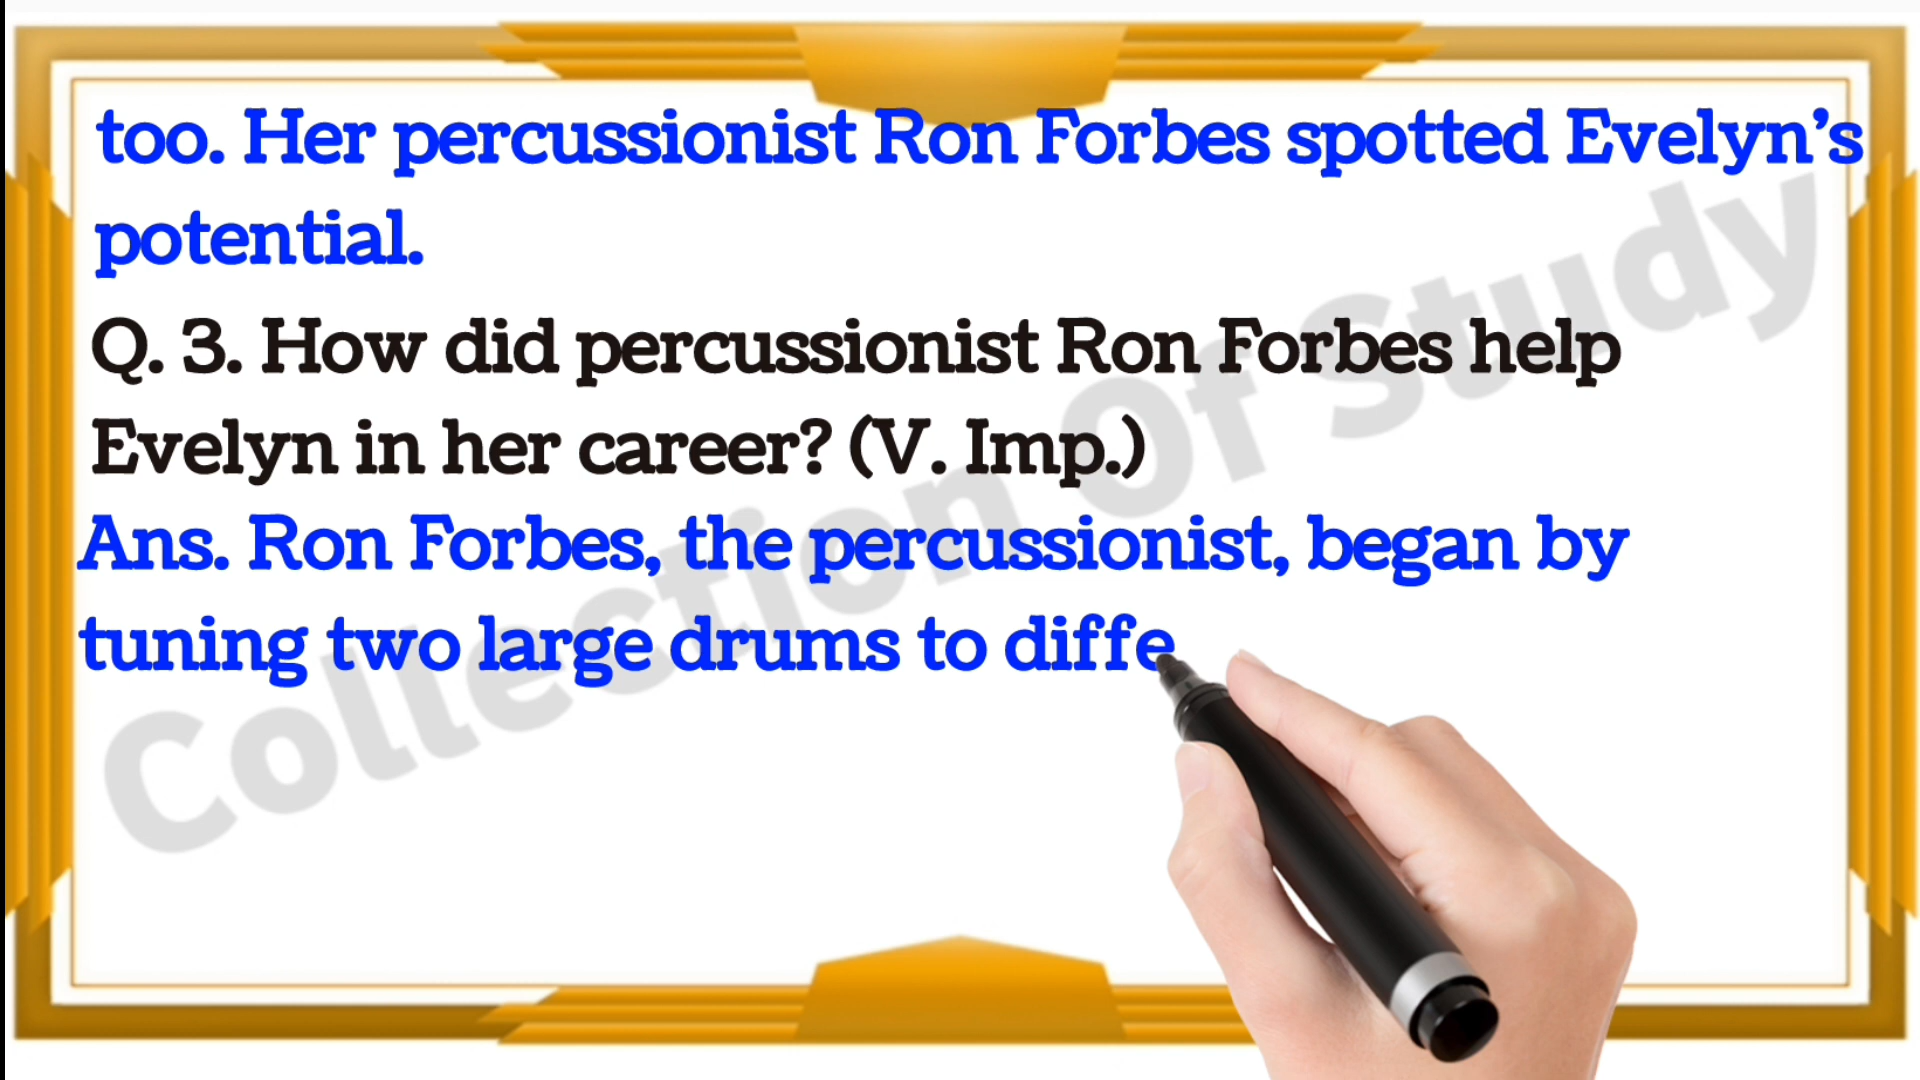 too. Her percussionist Ron Forbes spotted Evelyn’s
potential.
Q. 3. How did percussionist Ron Forbes help
Evelyn in her career? (V. Imp.)
Ans. Ron Forbes, the percussionist, began by
tuning two large drums to diffe
Collection Of Study